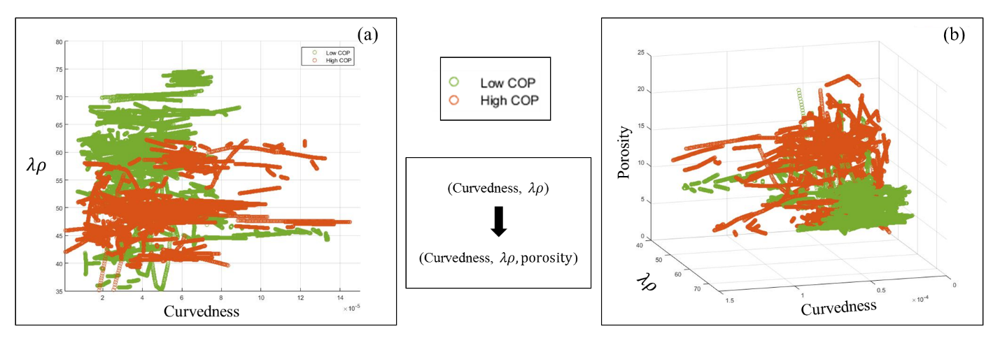 (a)
80
75
70
65
60
55
50
45
40
35
λρ
Low COP
High COP
2
4
6
8
10
12
14
×10⁻⁵
Curvedness
Low COP
High COP
(Curvedness, λρ)
(Curvedness, λρ, porosity)
(b)
25
20
15
10
5
0
Porosity
40
50
60
70
λρ
1.5
1
0.5
0
×10⁻⁴
Curvedness